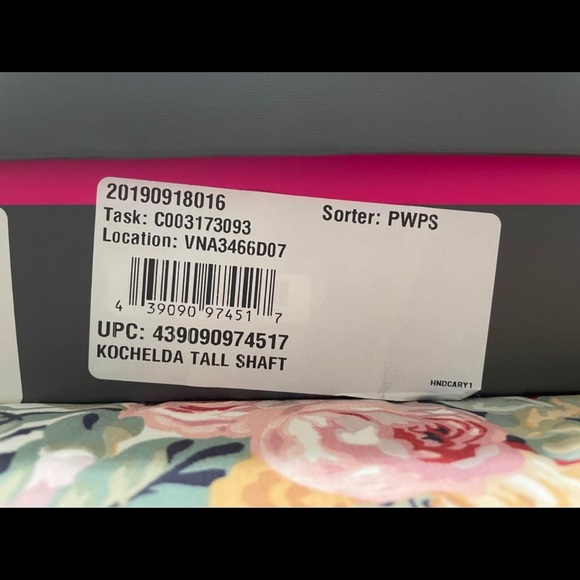 20190918016
Sorter: PWPS
Task: C003173093
Location: VNA3466D07
4 39090 97451 7
UPC: 439090974517
KOCHELDA TALL SHAFT
HNDCARY1